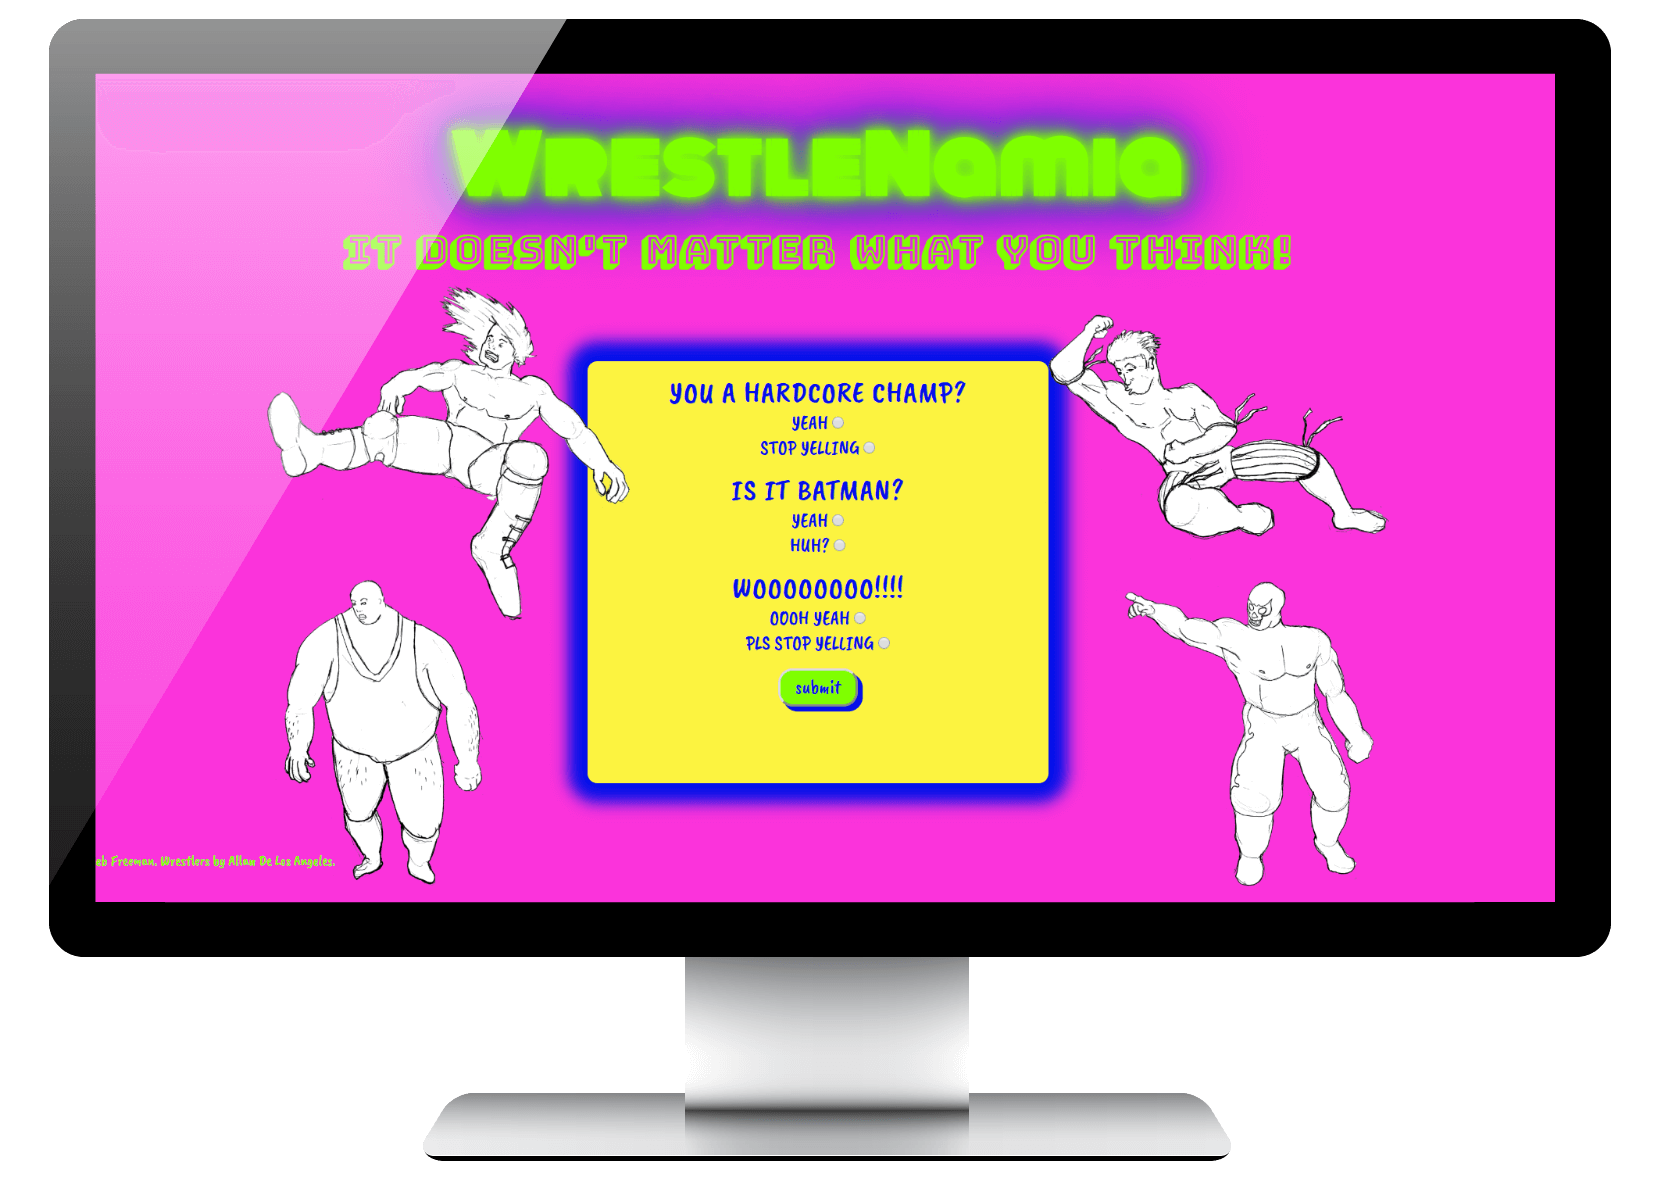 WrestleNamia
IT DOESN'T MATTER WHAT YOU THINK!
YOU A HARDCORE CHAMP?
YEAH
STOP YELLING
IS IT BATMAN?
YEAH
HUH?
WOOOOOOOO!!!!
OOOH YEAH
PLS STOP YELLING
submit
eb Freeman. Wrestlers by Allan De Los Angeles.